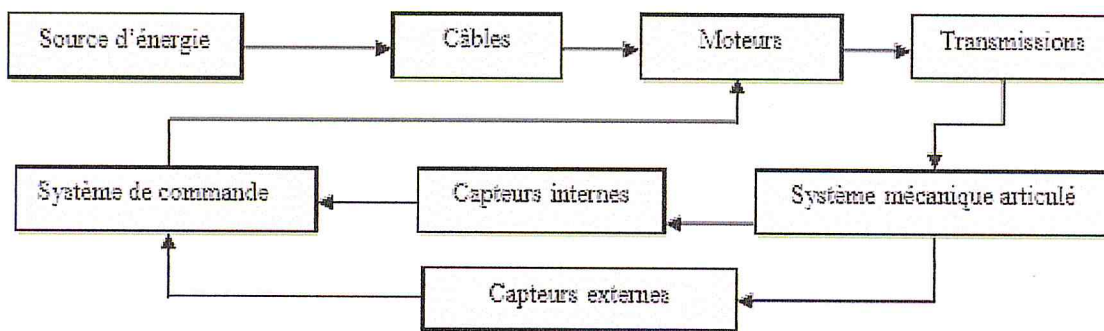 Source d'énergie
Câbles
Moteurs
Transmissions
Système de commande
Capteurs internes
Système mécanique articulé
Capteurs externes